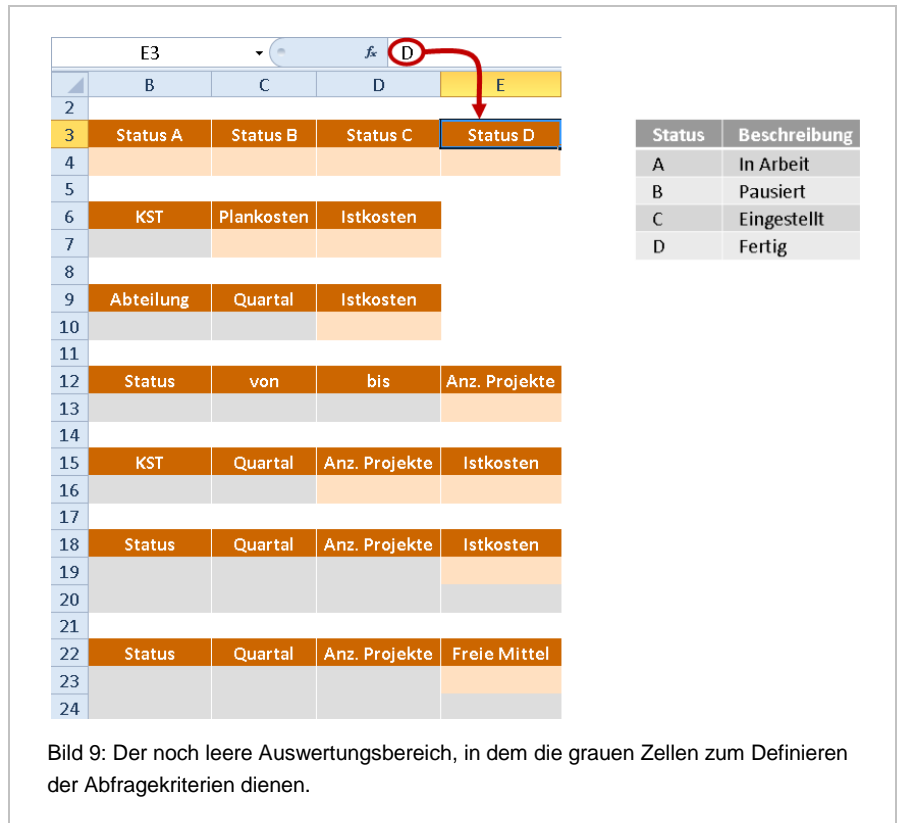 E3 fx D
B C D E
2
3 Status A Status B Status C Status D
4
5
6 KST Plankosten Istkosten
7
8
9 Abteilung Quartal Istkosten
10
11
12 Status von bis Anz. Projekte
13
14
15 KST Quartal Anz. Projekte Istkosten
16
17
18 Status Quartal Anz. Projekte Istkosten
19
20
21
22 Status Quartal Anz. Projekte Freie Mittel
23
24
Status Beschreibung
A In Arbeit
B Pausiert
C Eingestellt
D Fertig
Bild 9: Der noch leere Auswertungsbereich, in dem die grauen Zellen zum Definieren
der Abfragekriterien dienen.